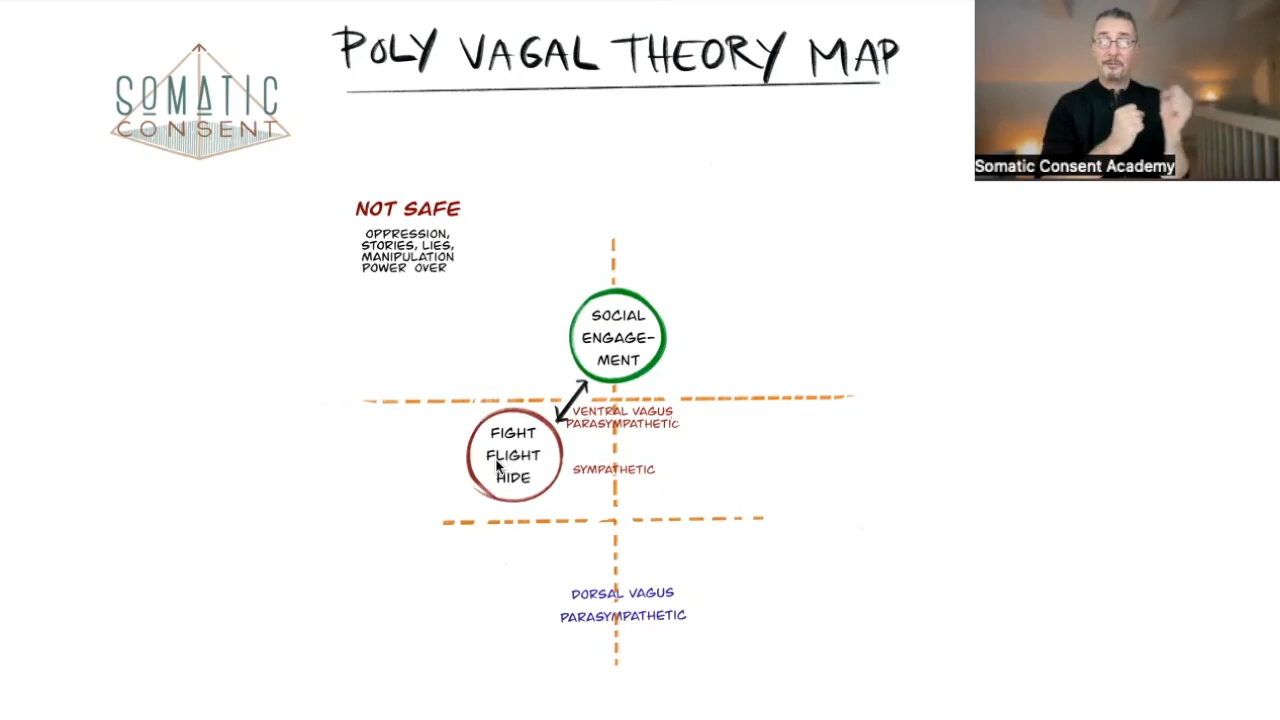 POLY VAGAL THEORY MAP
SOMATIC
CONSENT
Somatic Consent Academy
NOT SAFE
OPPRESSION,
STORIES, LIES,
MANIPULATION
POWER OVER
SOCIAL
ENGAGE-
MENT
VENTRAL VAGUS
PARASYMPATHETIC
FIGHT
FLIGHT
HIDE
SYMPATHETIC
DORSAL VAGUS
PARASYMPATHETIC